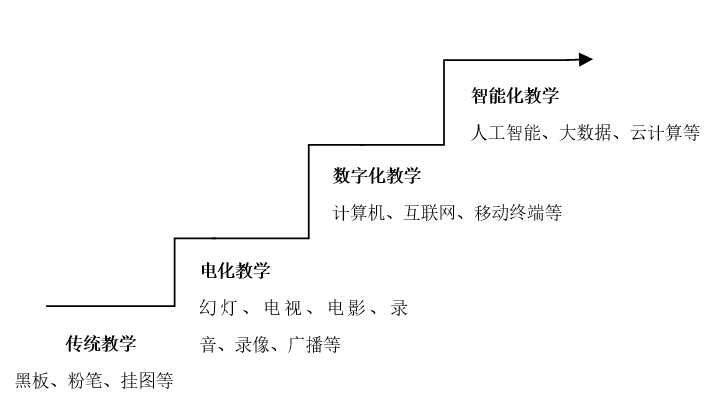 智能化教学
人工智能、大数据、云计算等
数字化教学
计算机、互联网、移动终端等
电化教学
幻灯、电视、电影、录
音、录像、广播等
传统教学
黑板、粉笔、挂图等